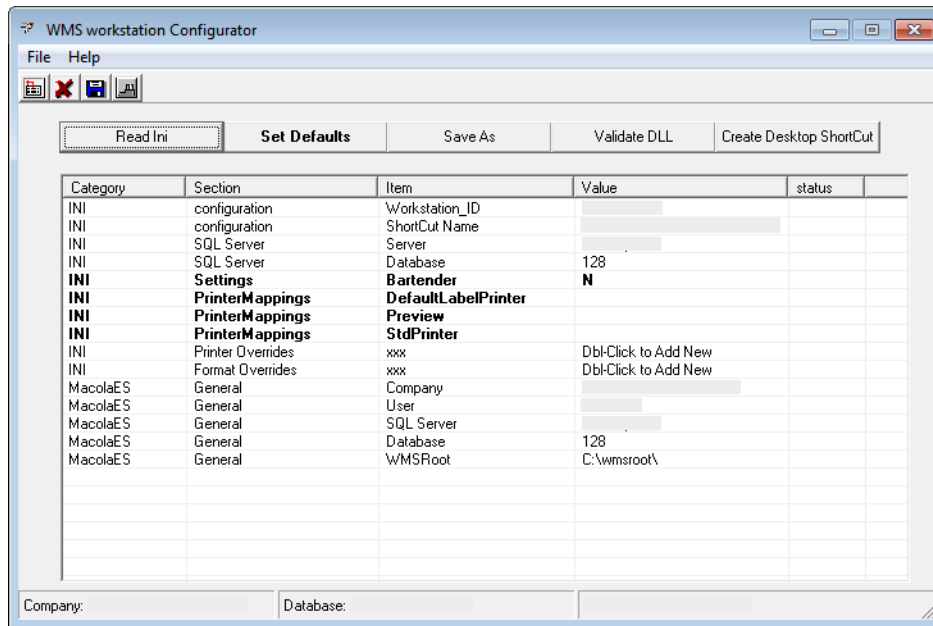 WMS workstation Configurator
File Help
Read Ini Set Defaults Save As Validate DLL Create Desktop ShortCut
Category Section Item Value status
INI configuration Workstation_ID
INI configuration ShortCut Name
INI SQL Server Server
INI SQL Server Database 128
INI Settings Bartender N
INI PrinterMappings DefaultLabelPrinter
INI PrinterMappings Preview
INI PrinterMappings StdPrinter
INI Printer Overrides xxx Dbl-Click to Add New
INI Format Overrides xxx Dbl-Click to Add New
MacolaES General Company
MacolaES General User
MacolaES General SQL Server
MacolaES General Database 128
MacolaES General WMSRoot C:\wmsroot\
Company: Database: